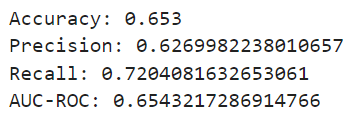 Accuracy: 0.653
Precision: 0.6269982238010657
Recall: 0.7204081632653061
AUC-ROC: 0.6543217286914766